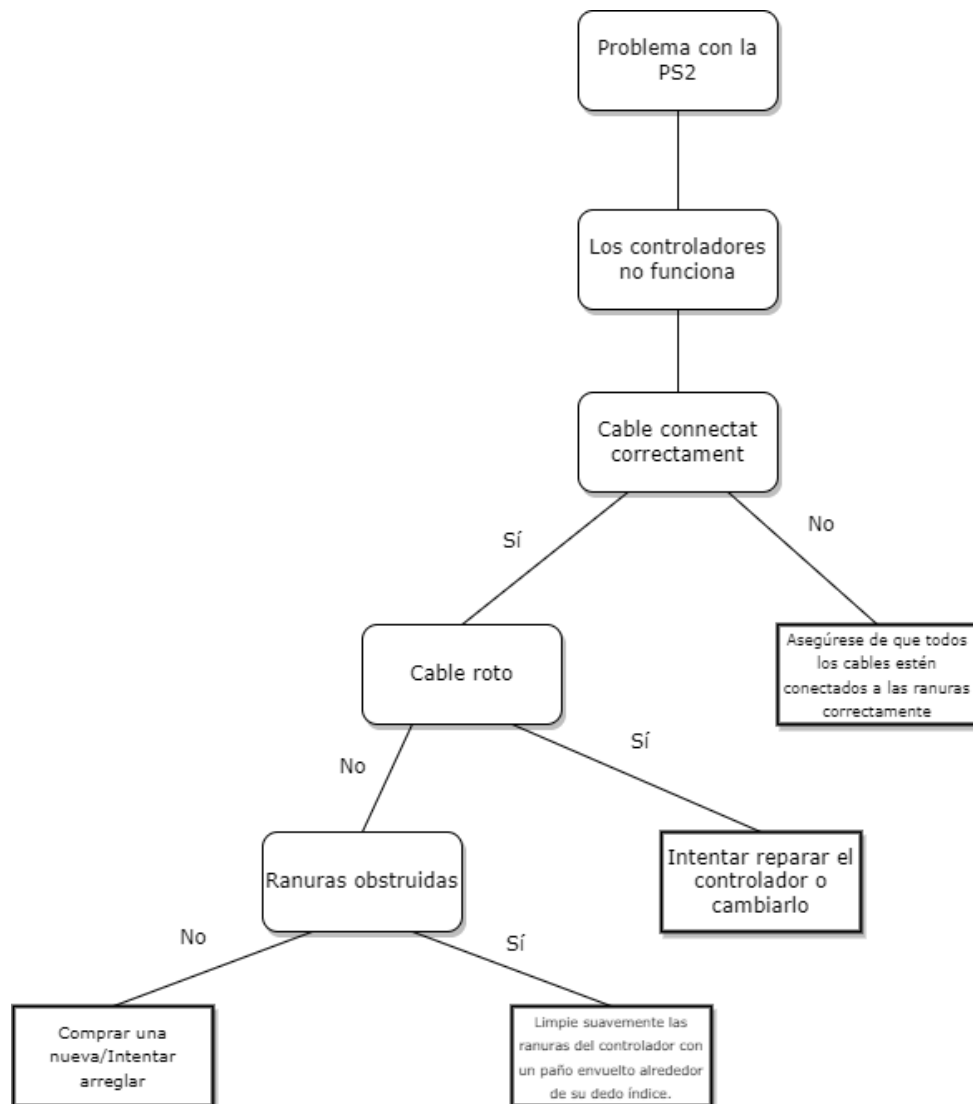 Problema con la
PS2
Los controladores
no funciona
Cable connectat
correctament
Sí
No
Cable roto
Asegúrese de que todos
los cables estén
conectados a las ranuras
correctamente
No
Sí
Ranuras obstruidas
Intentar reparar el
controlador o
cambiarlo
No
Sí
Comprar una
nueva/Intentar
arreglar
Limpie suavemente las
ranuras del controlador con
un paño envuelto alrededor
de su dedo índice.